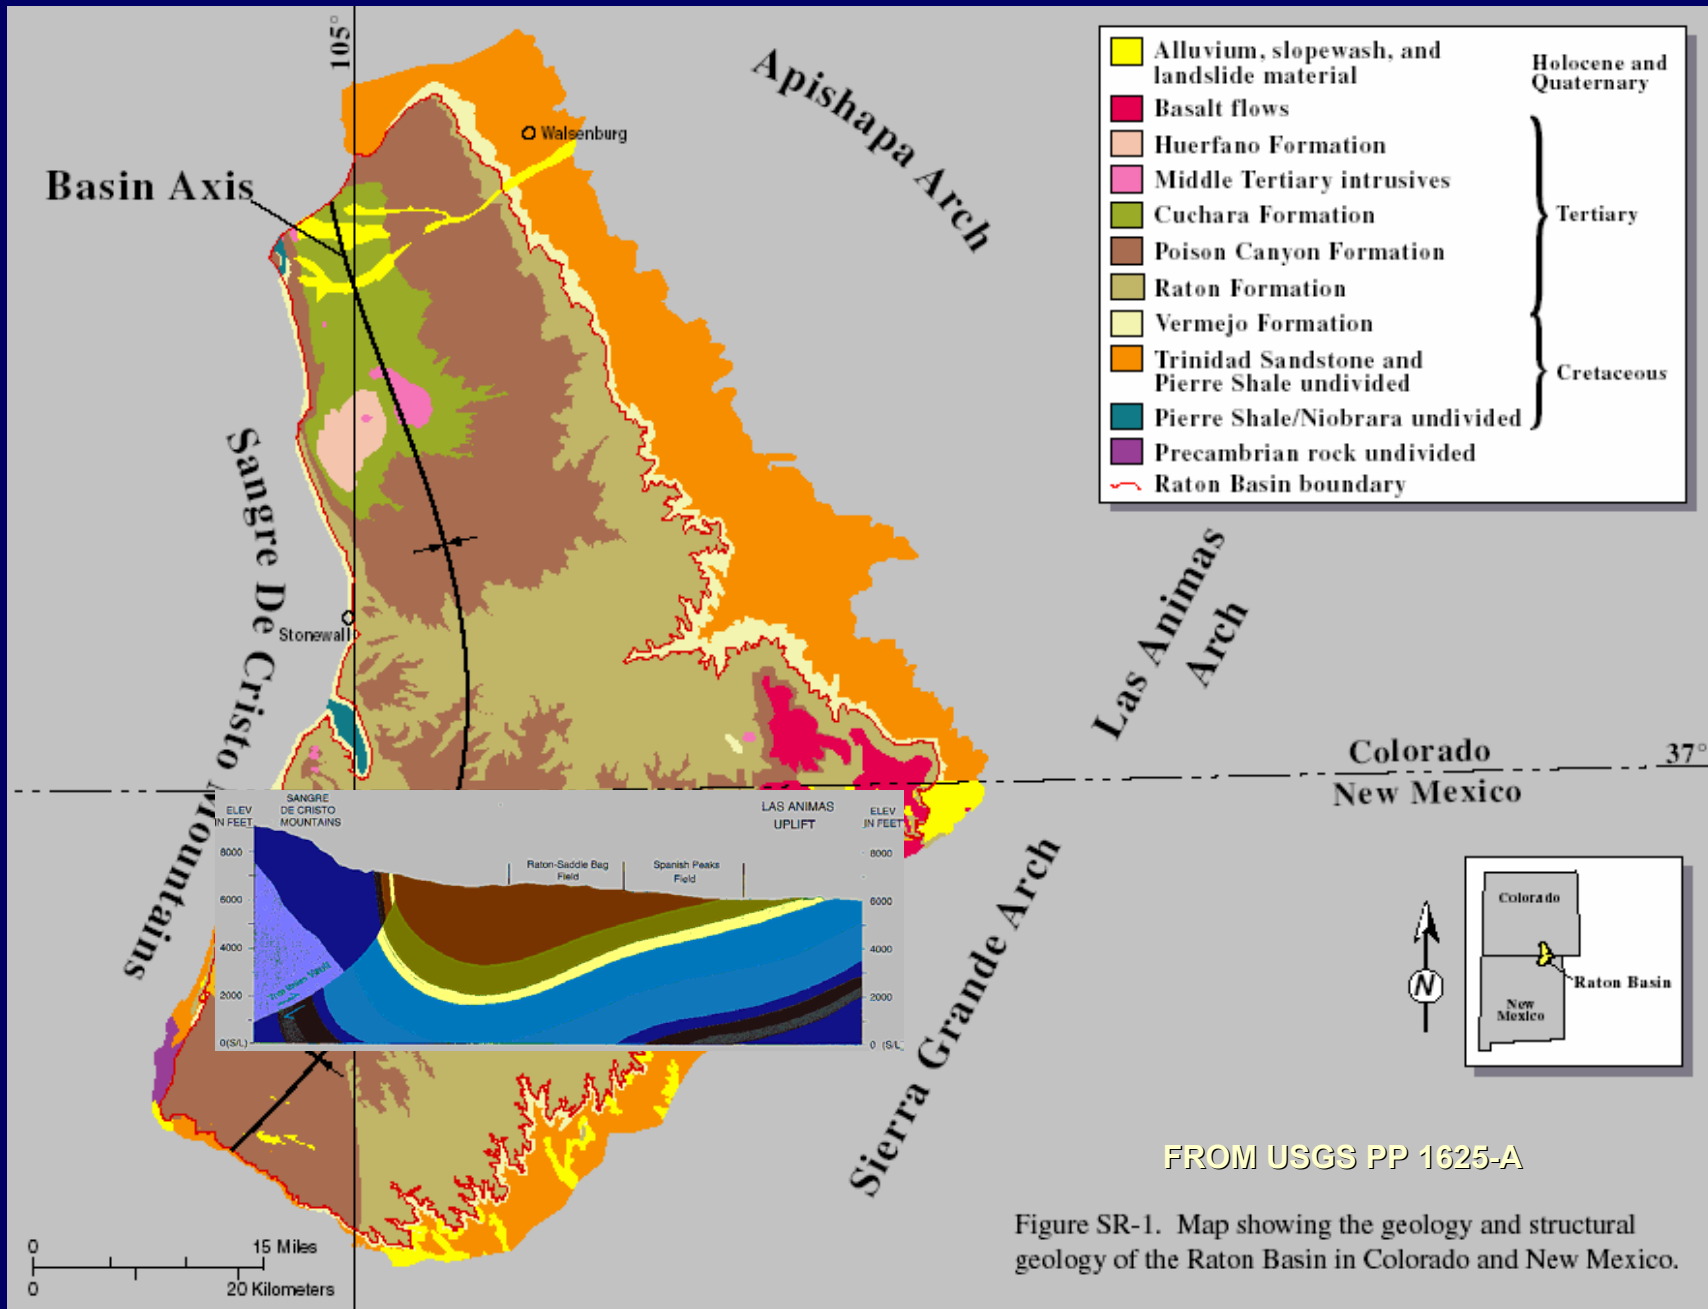 105°
Apishapa Arch
Walsenburg
Basin Axis
Alluvium, slopewash, and
landslide material
Holocene and
Quaternary
Basalt flows
Huerfano Formation
Middle Tertiary intrusives
Cuchara Formation
Tertiary
Poison Canyon Formation
Raton Formation
Vermejo Formation
Trinidad Sandstone and
Pierre Shale undivided
Cretaceous
Pierre Shale/Niobrara undivided
Precambrian rock undivided
Raton Basin boundary
Sangre De Cristo Mountains
Stonewall
Las Animas
Arch
Colorado
37°
New Mexico
ELEV
IN FEET
SANGRE
DE CRISTO
MOUNTAINS
LAS ANIMAS
UPLIFT
ELEV
IN FEET
8000
8000
Raton-Saddle Bag
Field
Spanish Peaks
Field
6000
6000
4000
4000
2000
2000
0(S/L)
0 (S/L)
Sierra Grande Arch
Colorado
N
Raton Basin
New
Mexico
FROM USGS PP 1625-A
Figure SR-1. Map showing the geology and structural
geology of the Raton Basin in Colorado and New Mexico.
0
15 Miles
0
20 Kilometers